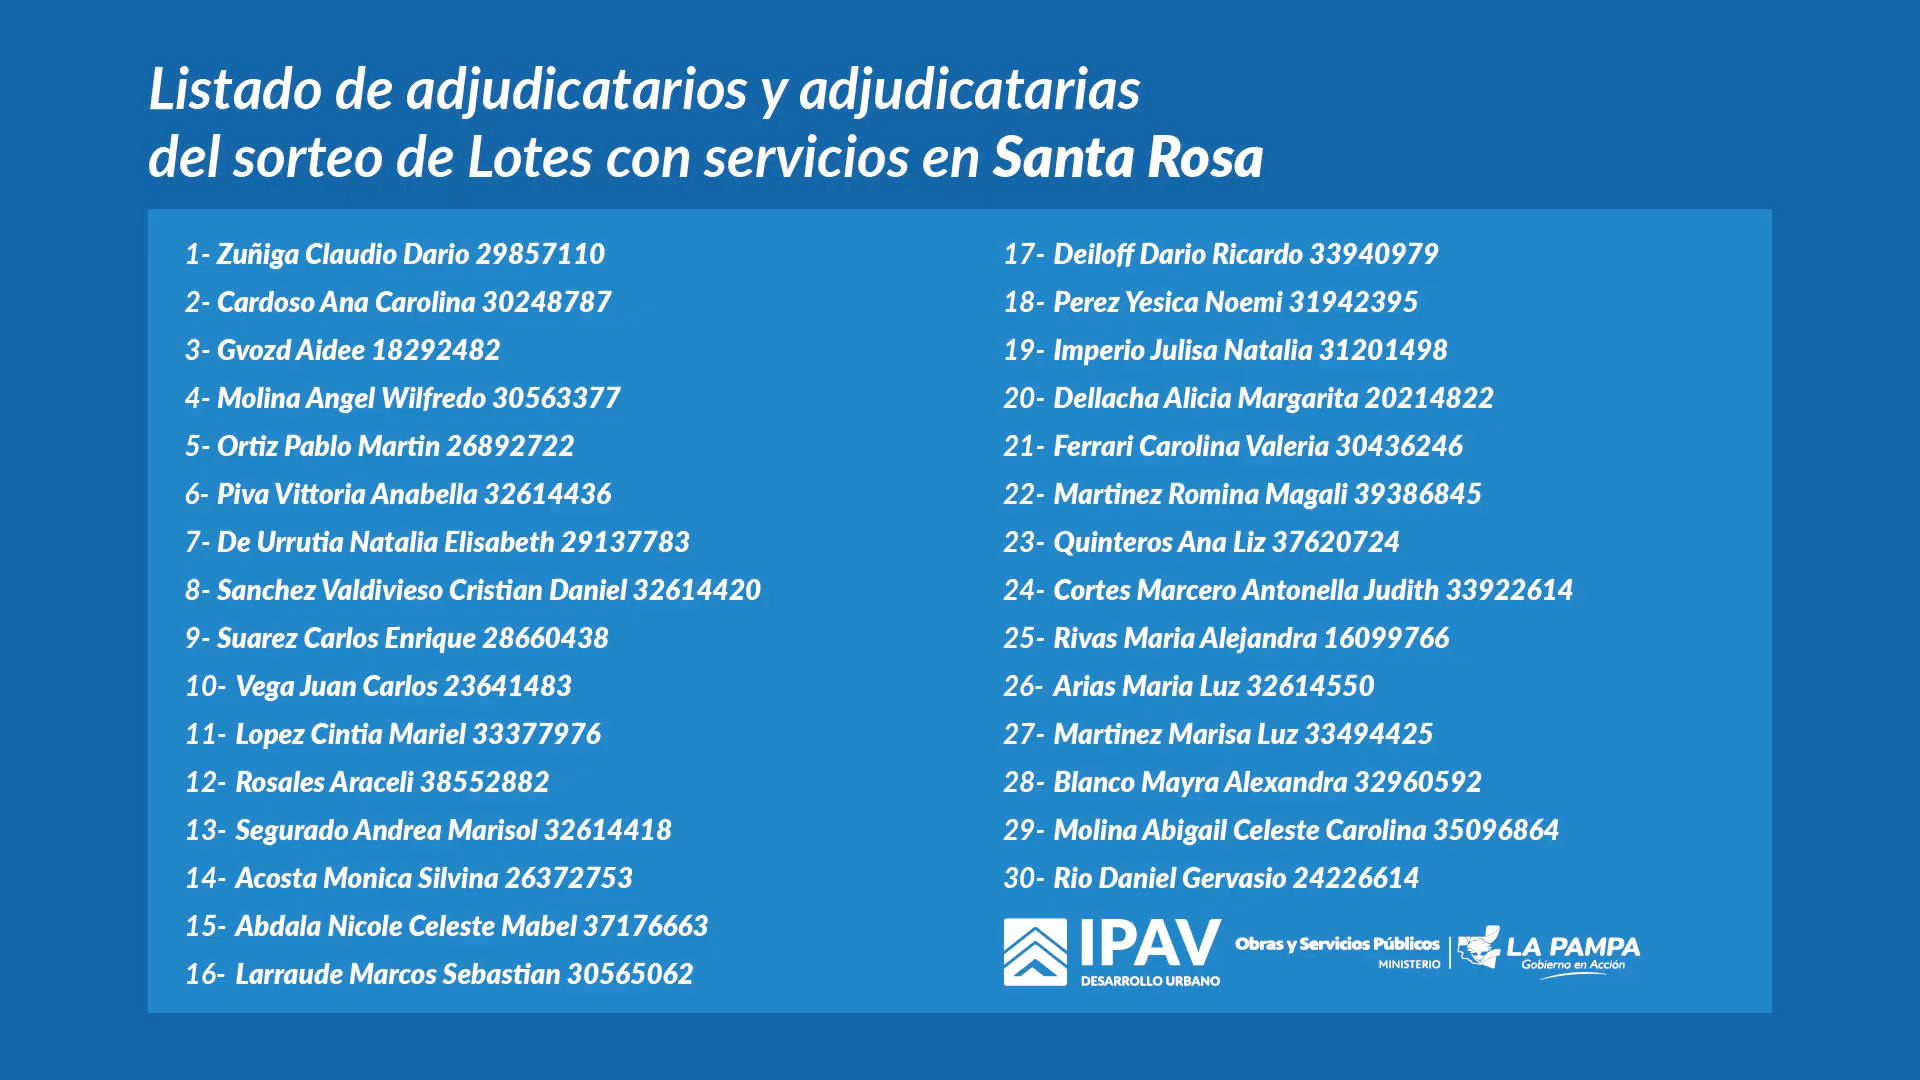 Listado de adjudicatarios y adjudicatarias
del sorteo de Lotes con servicios en Santa Rosa
1- Zuñiga Claudio Dario 29857110
2- Cardoso Ana Carolina 30248787
3- Gvozd Aidee 18292482
4- Molina Angel Wilfredo 30563377
5- Ortiz Pablo Martin 26892722
6- Piva Vittoria Anabella 32614436
7- De Urrutia Natalia Elisabeth 29137783
8- Sanchez Valdivieso Cristian Daniel 32614420
9- Suarez Carlos Enrique 28660438
10- Vega Juan Carlos 23641483
11- Lopez Cintia Mariel 33377976
12- Rosales Araceli 38552882
13- Segurado Andrea Marisol 32614418
14- Acosta Monica Silvina 26372753
15- Abdala Nicole Celeste Mabel 37176663
16- Larraude Marcos Sebastian 30565062
17- Deiloff Dario Ricardo 33940979
18- Perez Yesica Noemi 31942395
19- Imperio Julisa Natalia 31201498
20- Dellacha Alicia Margarita 20214822
21- Ferrari Carolina Valeria 30436246
22- Martinez Romina Magali 39386845
23- Quinteros Ana Liz 37620724
24- Cortes Marcero Antonella Judith 33922614
25- Rivas Maria Alejandra 16099766
26- Arias Maria Luz 32614550
27- Martinez Marisa Luz 33494425
28- Blanco Mayra Alexandra 32960592
29- Molina Abigail Celeste Carolina 35096864
30- Rio Daniel Gervasio 24226614
IPAV
DESARROLLO URBANO
Obras y Servicios Públicos
MINISTERIO
LA PAMPA
Gobierno en Acción